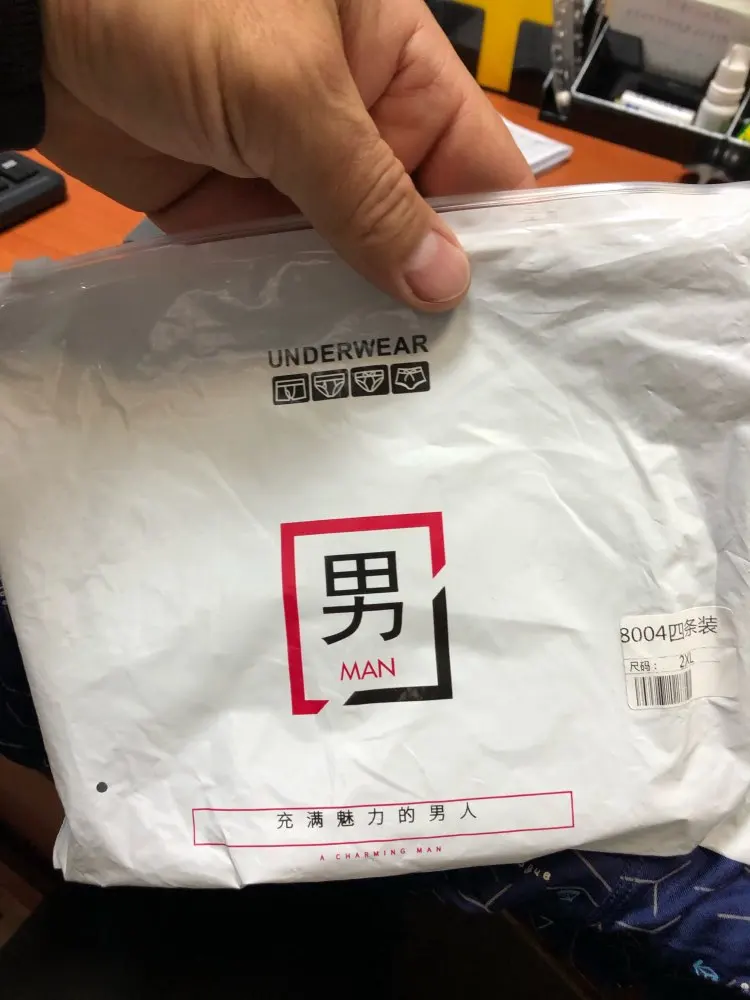 UNDERWEAR
男
MAN
8004四条装
尺码： 2XL
充满魅力的男人
A CHARMING MAN